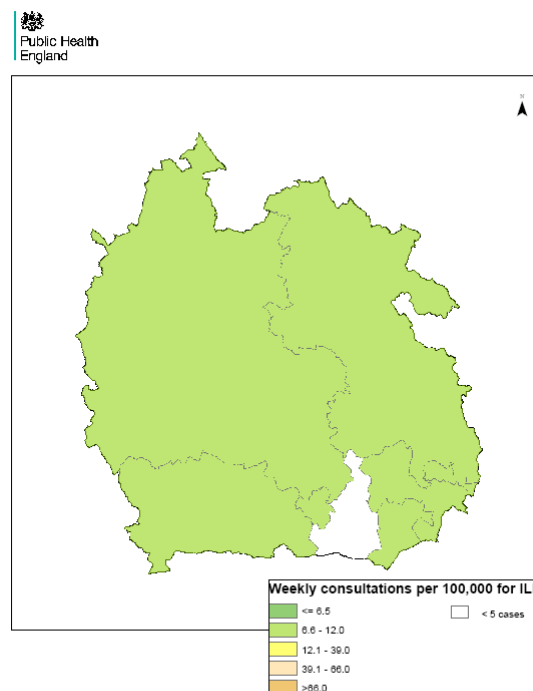 Public Health
England
N
Weekly consultations per 100,000 for ILI
<= 6.5
< 5 cases
6.6 - 12.0
12.1 - 39.0
39.1 - 66.0
>66.0